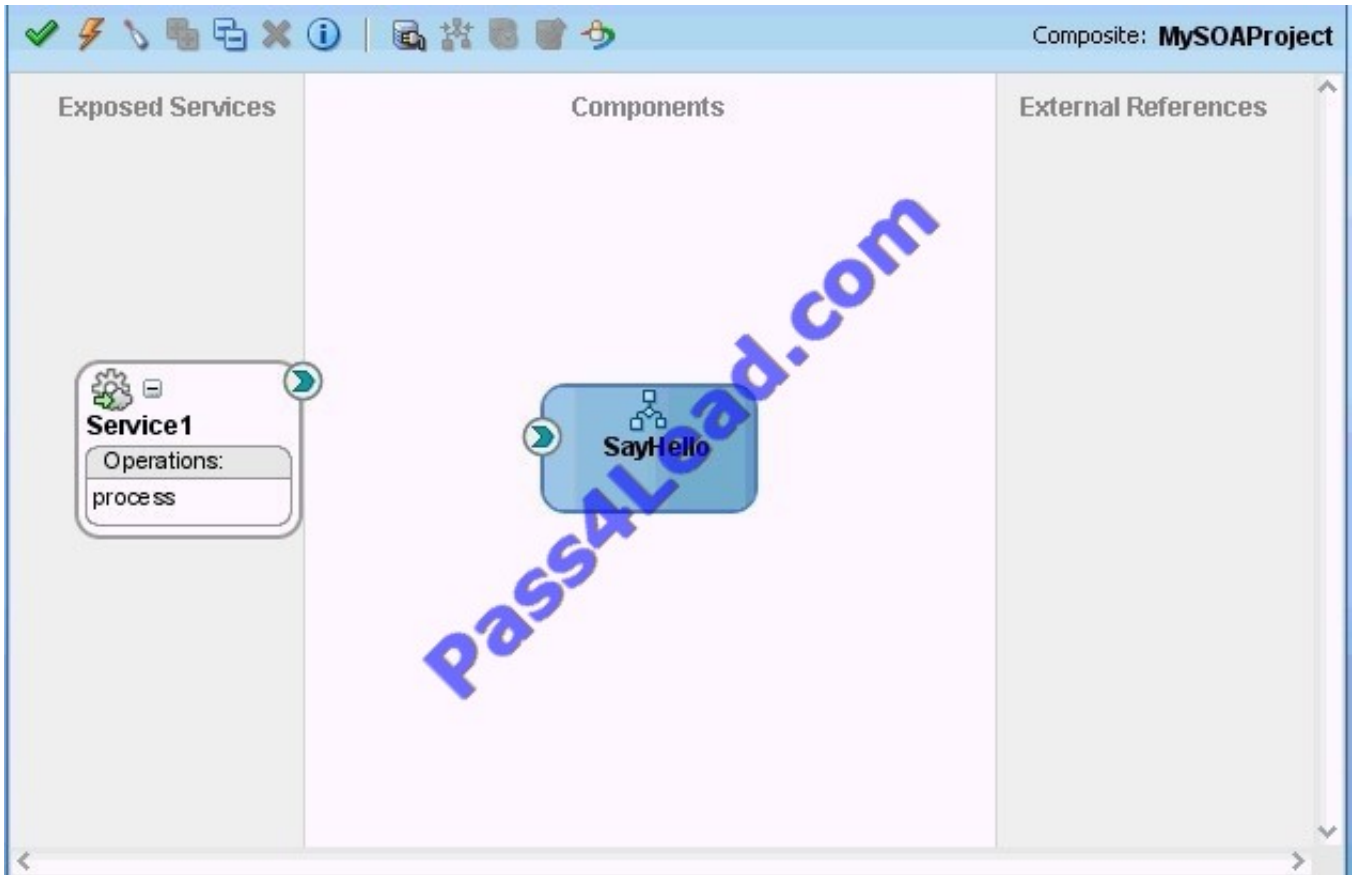 Composite: MySOAProject
Exposed Services
Components
External References
Service1
Operations:
process
SayHello
Pass4Lead.com